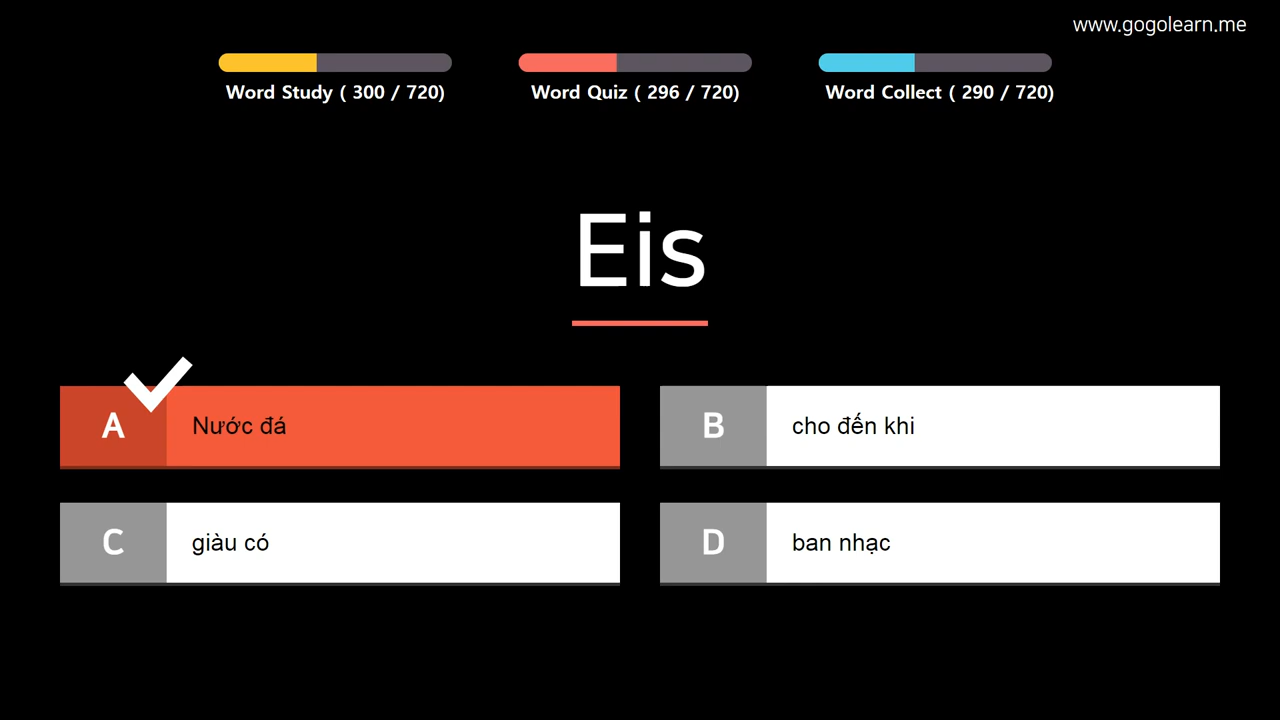 www.gogolearn.me
Word Study ( 300 / 720)
Word Quiz ( 296 / 720)
Word Collect ( 290 / 720)
Eis
A Nước đá
B cho đến khi
C giàu có
D ban nhạc